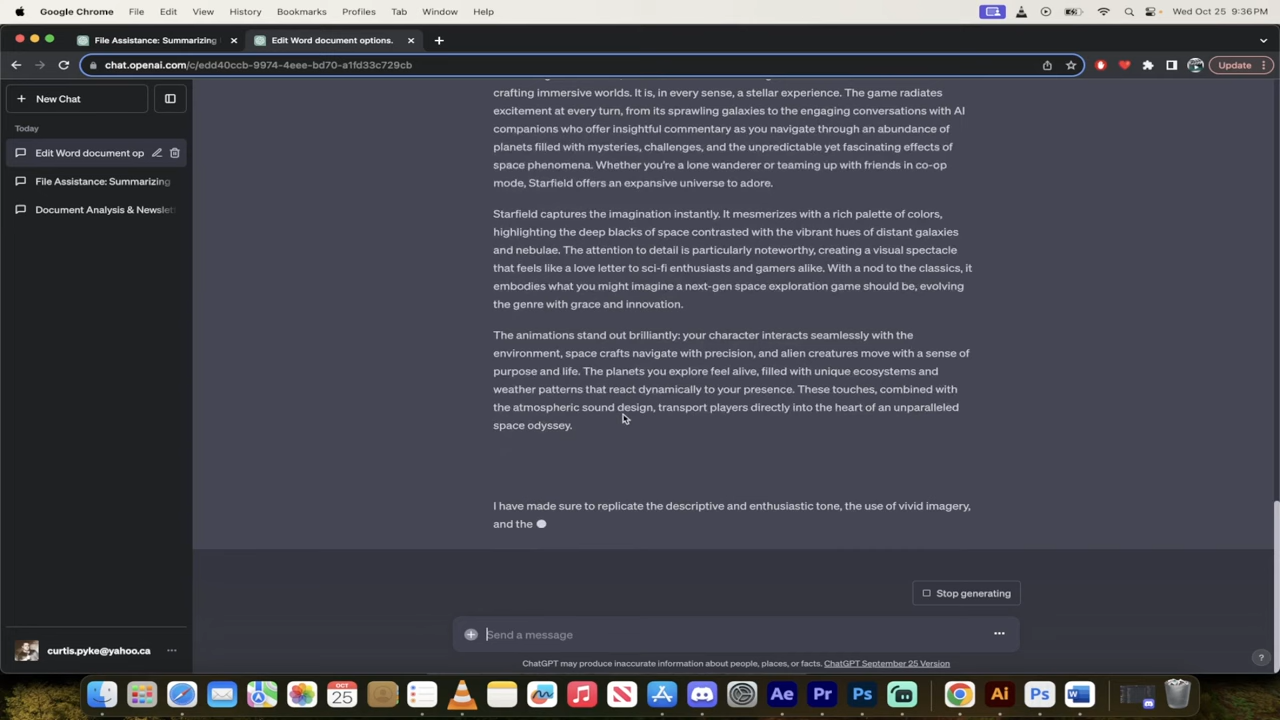 Google Chrome File Edit View History Bookmarks Profiles Tab Window Help Wed Oct 25 9:36 PM
File Assistance: Summarizing
Edit Word document options.
chat.openai.com/c/edd40ccb-9974-4eee-bd70-a1fd33c729cb
Update
New Chat
Today
Edit Word document op
File Assistance: Summarizing
Document Analysis & Newslet
crafting immersive worlds. It is, in every sense, a stellar experience. The game radiates
excitement at every turn, from its sprawling galaxies to the engaging conversations with AI
companions who offer insightful commentary as you navigate through an abundance of
planets filled with mysteries, challenges, and the unpredictable yet fascinating effects of
space phenomena. Whether you're a lone wanderer or teaming up with friends in co-op
mode, Starfield offers an expansive universe to adore.
Starfield captures the imagination instantly. It mesmerizes with a rich palette of colors,
highlighting the deep blacks of space contrasted with the vibrant hues of distant galaxies
and nebulae. The attention to detail is particularly noteworthy, creating a visual spectacle
that feels like a love letter to sci-fi enthusiasts and gamers alike. With a nod to the classics, it
embodies what you might imagine a next-gen space exploration game should be, evolving
the genre with grace and innovation.
The animations stand out brilliantly: your character interacts seamlessly with the
environment, space crafts navigate with precision, and alien creatures move with a sense of
purpose and life. The planets you explore feel alive, filled with unique ecosystems and
weather patterns that react dynamically to your presence. These touches, combined with
the atmospheric sound design, transport players directly into the heart of an unparalleled
space odyssey.
I have made sure to replicate the descriptive and enthusiastic tone, the use of vivid imagery,
and the
Stop generating
Send a message
curtis.pyke@yahoo.ca
ChatGPT may produce inaccurate information about people, places, or facts. ChatGPT September 25 Version
?
OCT
25
Ae
Pr
Ps
Ai
Ps
W